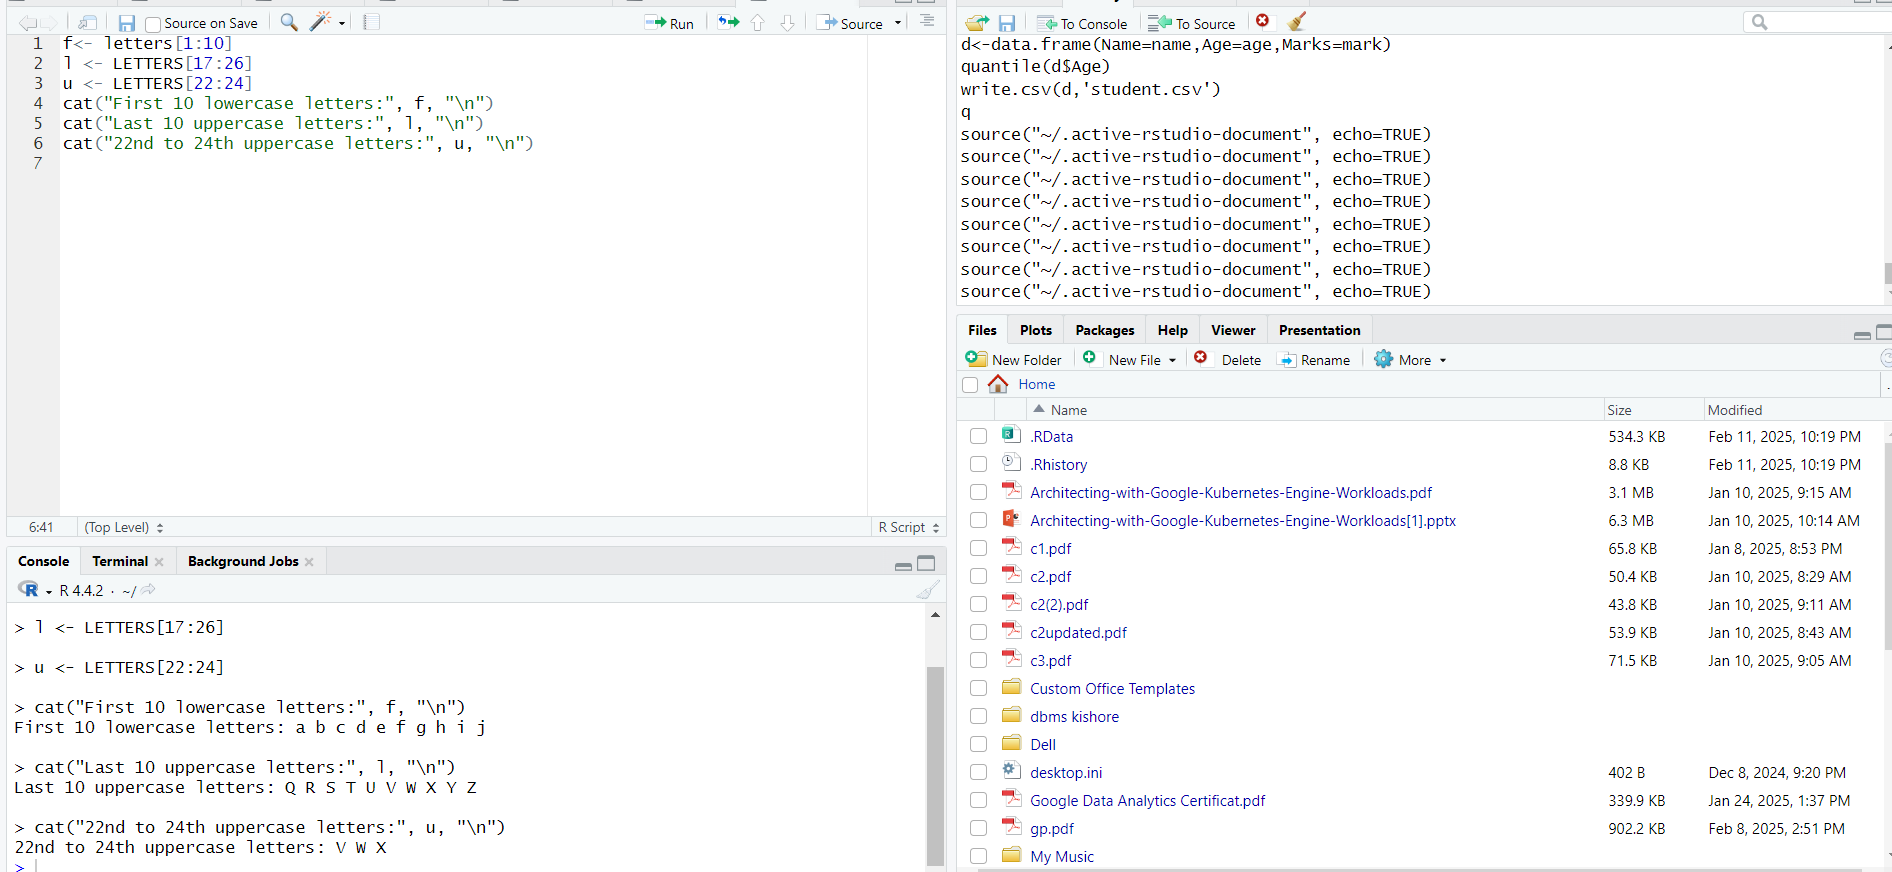 Source on Save
Run
Source
1 f<- letters[1:10]
2 l <- LETTERS[17:26]
3 u <- LETTERS[22:24]
4 cat("First 10 lowercase letters:", f, "\n")
5 cat("Last 10 uppercase letters:", l, "\n")
6 cat("22nd to 24th uppercase letters:", u, "\n")
7
6:41 (Top Level) R Script
Console Terminal Background Jobs
R 4.4.2 · ~/
> l <- LETTERS[17:26]
> u <- LETTERS[22:24]
> cat("First 10 lowercase letters:", f, "\n")
First 10 lowercase letters: a b c d e f g h i j
> cat("Last 10 uppercase letters:", l, "\n")
Last 10 uppercase letters: Q R S T U V W X Y Z
> cat("22nd to 24th uppercase letters:", u, "\n")
22nd to 24th uppercase letters: V W X
>
To Console To Source
d<-data.frame(Name=name,Age=age,Marks=mark)
quantile(d$Age)
write.csv(d,'student.csv')
q
source("~/.active-rstudio-document", echo=TRUE)
source("~/.active-rstudio-document", echo=TRUE)
source("~/.active-rstudio-document", echo=TRUE)
source("~/.active-rstudio-document", echo=TRUE)
source("~/.active-rstudio-document", echo=TRUE)
source("~/.active-rstudio-document", echo=TRUE)
source("~/.active-rstudio-document", echo=TRUE)
source("~/.active-rstudio-document", echo=TRUE)
Files Plots Packages Help Viewer Presentation
New Folder New File Delete Rename More
Home
Name Size Modified
.RData 534.3 KB Feb 11, 2025, 10:19 PM
.Rhistory 8.8 KB Feb 11, 2025, 10:19 PM
Architecting-with-Google-Kubernetes-Engine-Workloads.pdf 3.1 MB Jan 10, 2025, 9:15 AM
Architecting-with-Google-Kubernetes-Engine-Workloads[1].pptx 6.3 MB Jan 10, 2025, 10:14 AM
c1.pdf 65.8 KB Jan 8, 2025, 8:53 PM
c2.pdf 50.4 KB Jan 10, 2025, 8:29 AM
c2(2).pdf 43.8 KB Jan 10, 2025, 9:11 AM
c2updated.pdf 53.9 KB Jan 10, 2025, 8:43 AM
c3.pdf 71.5 KB Jan 10, 2025, 9:05 AM
Custom Office Templates
dbms kishore
Dell
desktop.ini 402 B Dec 8, 2024, 9:20 PM
Google Data Analytics Certificat.pdf 339.9 KB Jan 24, 2025, 1:37 PM
gp.pdf 902.2 KB Feb 8, 2025, 2:51 PM
My Music